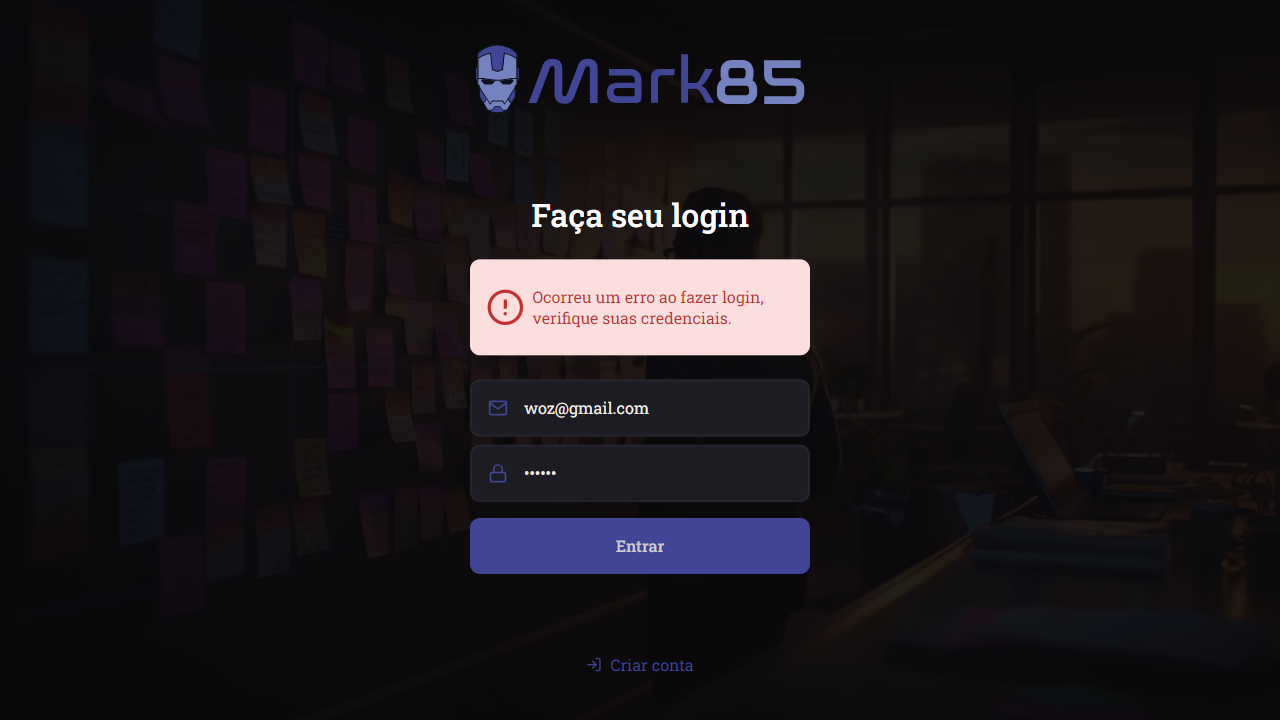 Mark85
Faça seu login
Ocorreu um erro ao fazer login,
verifique suas credenciais.
woz@gmail.com
••••••
Entrar
Criar conta